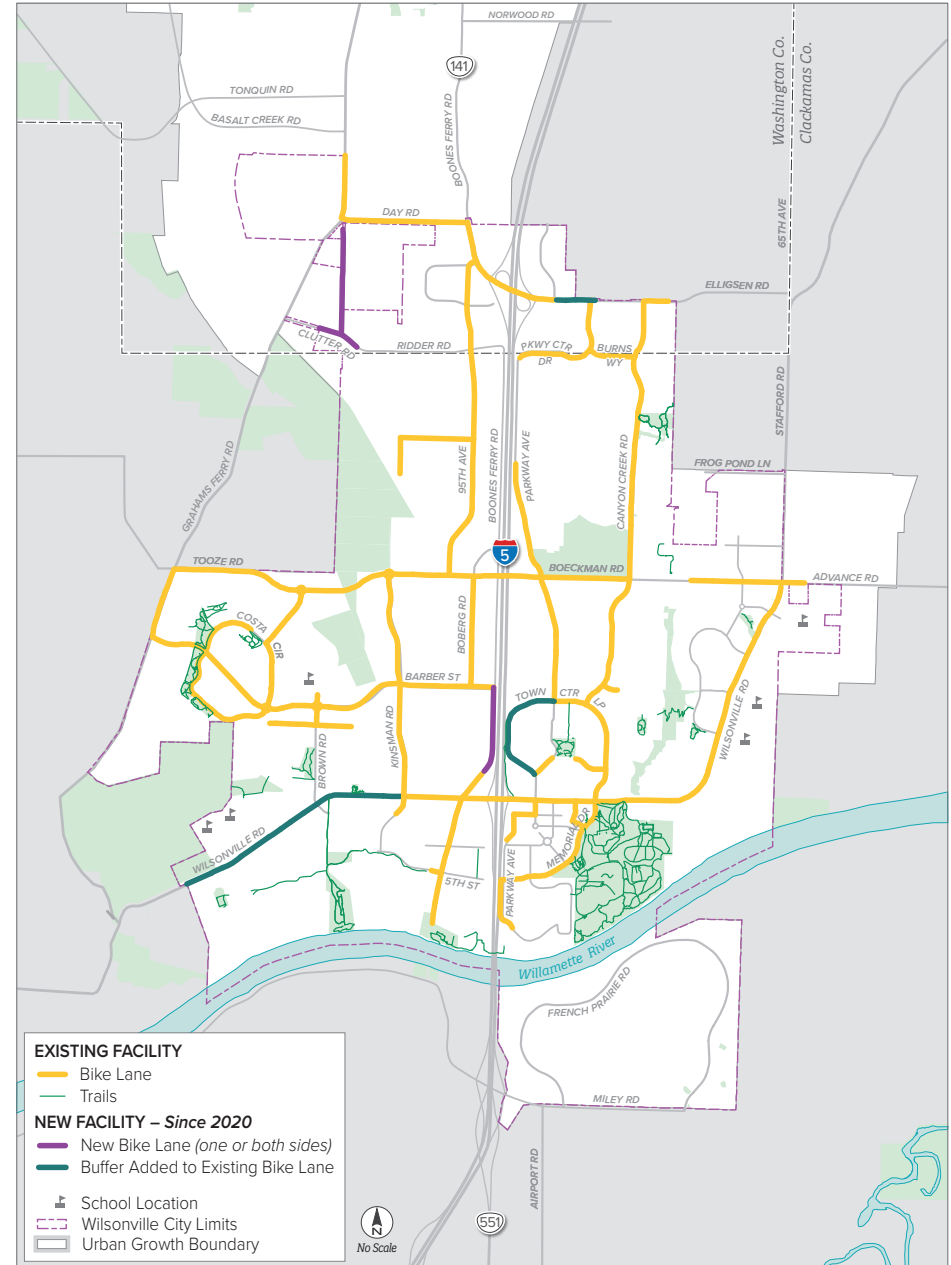 NORWOOD RD
141
Washington Co.
Clackamas Co.
TONQUIN RD
BASALT CREEK RD
BOONES FERRY RD
65TH AVE
DAY RD
ELLIGSEN RD
CLUTTER RD
RIDDER RD
PKWY CTR
DR
BURNS
WY
STAFFORD RD
GRAHAMS FERRY RD
95TH AVE
BOONES FERRY RD
PARKWAY AVE
CANYON CREEK RD
FROG POND LN
5
TOOZE RD
BOECKMAN RD
ADVANCE RD
COSTA
CIR
BOBERG RD
BARBER ST
TOWN
CTR
LP
BROWN RD
KINSMAN RD
WILSONVILLE RD
WILSONVILLE RD
MEMORIAL DR
5TH ST
PARKWAY AVE
Willamette River
FRENCH PRAIRIE RD
MILEY RD
AIRPORT RD
551
EXISTING FACILITY
Bike Lane
Trails
NEW FACILITY – Since 2020
New Bike Lane (one or both sides)
Buffer Added to Existing Bike Lane
School Location
Wilsonville City Limits
Urban Growth Boundary
N
No Scale